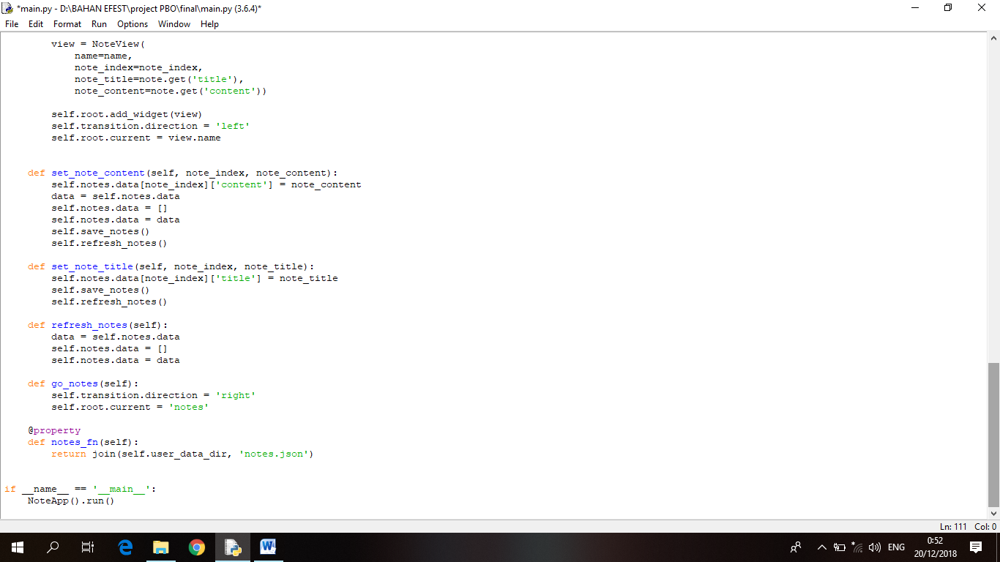 *main.py - D:\BAHAN EFEST\project PBO\final\main.py (3.6.4)*
File Edit Format Run Options Window Help
        view = NoteView(
            name=name,
            note_index=note_index,
            note_title=note.get('title'),
            note_content=note.get('content'))

        self.root.add_widget(view)
        self.transition.direction = 'left'
        self.root.current = view.name


    def set_note_content(self, note_index, note_content):
        self.notes.data[note_index]['content'] = note_content
        data = self.notes.data
        self.notes.data = []
        self.notes.data = data
        self.save_notes()
        self.refresh_notes()

    def set_note_title(self, note_index, note_title):
        self.notes.data[note_index]['title'] = note_title
        self.save_notes()
        self.refresh_notes()

    def refresh_notes(self):
        data = self.notes.data
        self.notes.data = []
        self.notes.data = data

    def go_notes(self):
        self.transition.direction = 'right'
        self.root.current = 'notes'

    @property
    def notes_fn(self):
        return join(self.user_data_dir, 'notes.json')


if __name__ == '__main__':
    NoteApp().run()
Ln: 111 Col: 0
ENG
0:52
20/12/2018